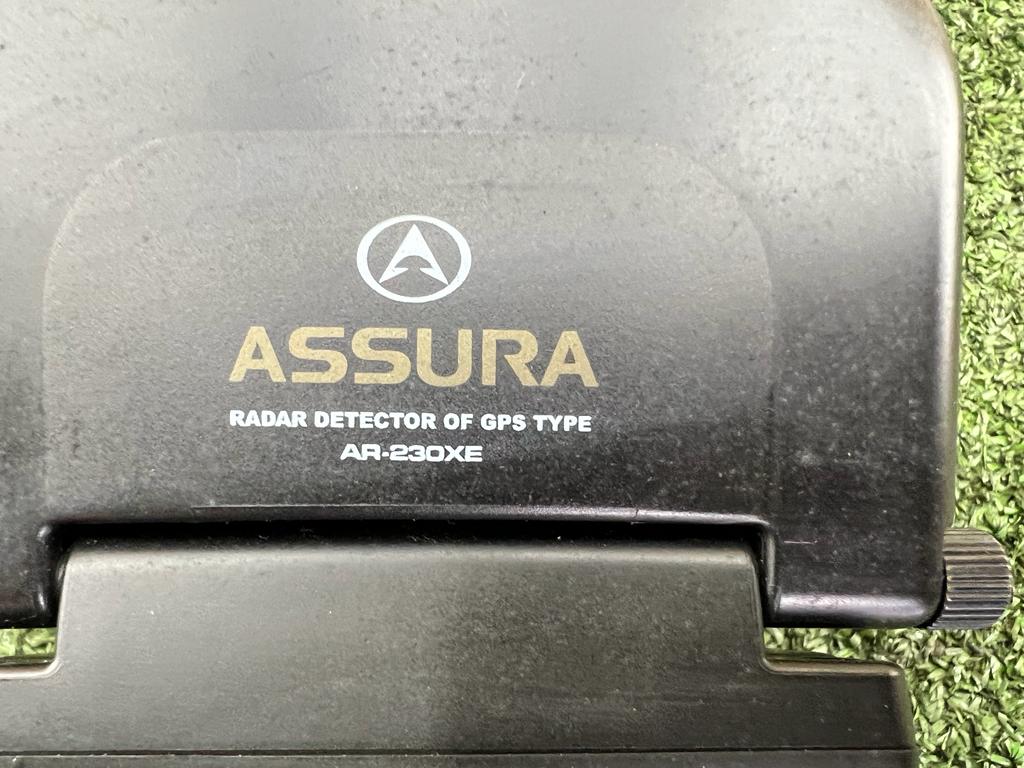 ASSURA
RADAR DETECTOR OF GPS TYPE
AR-230XE